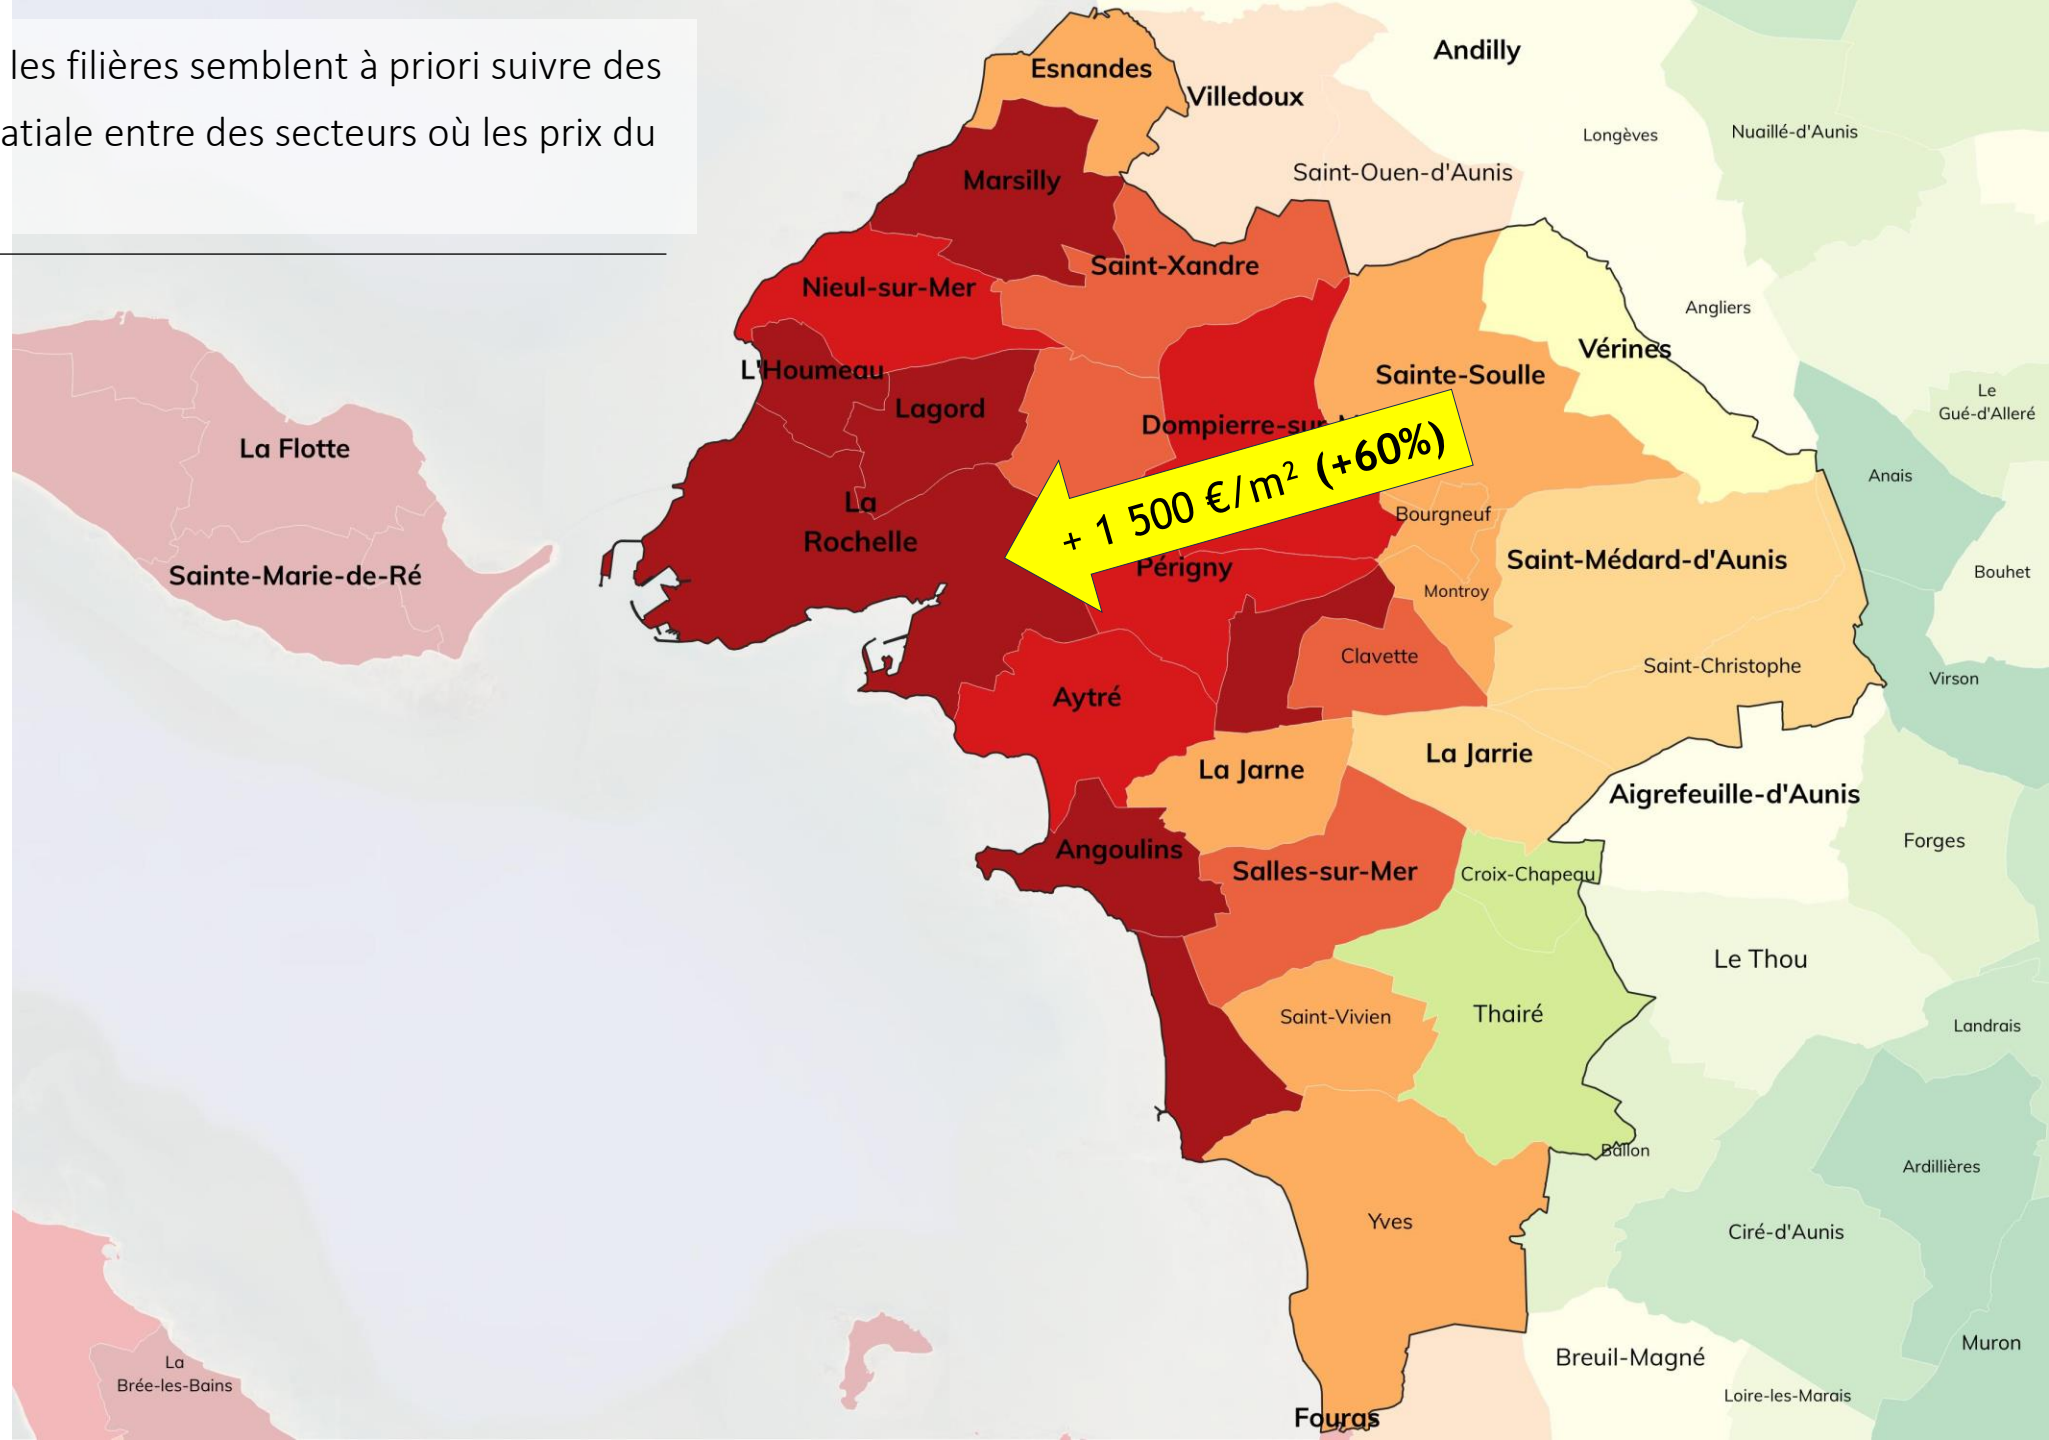 les filières semblent à priori suivre des
atiale entre des secteurs où les prix du
Esnandes
Villedoux
Andilly
Longèves
Nuaillé-d'Aunis
Saint-Ouen-d'Aunis
Marsilly
Saint-Xandre
Nieul-sur-Mer
Angliers
Vérines
L'Houmeau
Sainte-Soulle
Le
Gué-d'Alleré
Lagord
Dompierre-sur-M
La Flotte
+ 1 500 €/m² (+60%)
Anais
La
Rochelle
Bourgneuf
Saint-Médard-d'Aunis
Périgny
Sainte-Marie-de-Ré
Bouhet
Montroy
Clavette
Saint-Christophe
Virson
Aytré
La Jarrie
La Jarne
Aigrefeuille-d'Aunis
Angoulins
Forges
Salles-sur-Mer
Croix-Chapeau
Le Thou
Saint-Vivien
Thairé
Landrais
Ballon
Ardillières
Yves
Ciré-d'Aunis
Muron
Breuil-Magné
La
Brée-les-Bains
Loire-les-Marais
Fouras